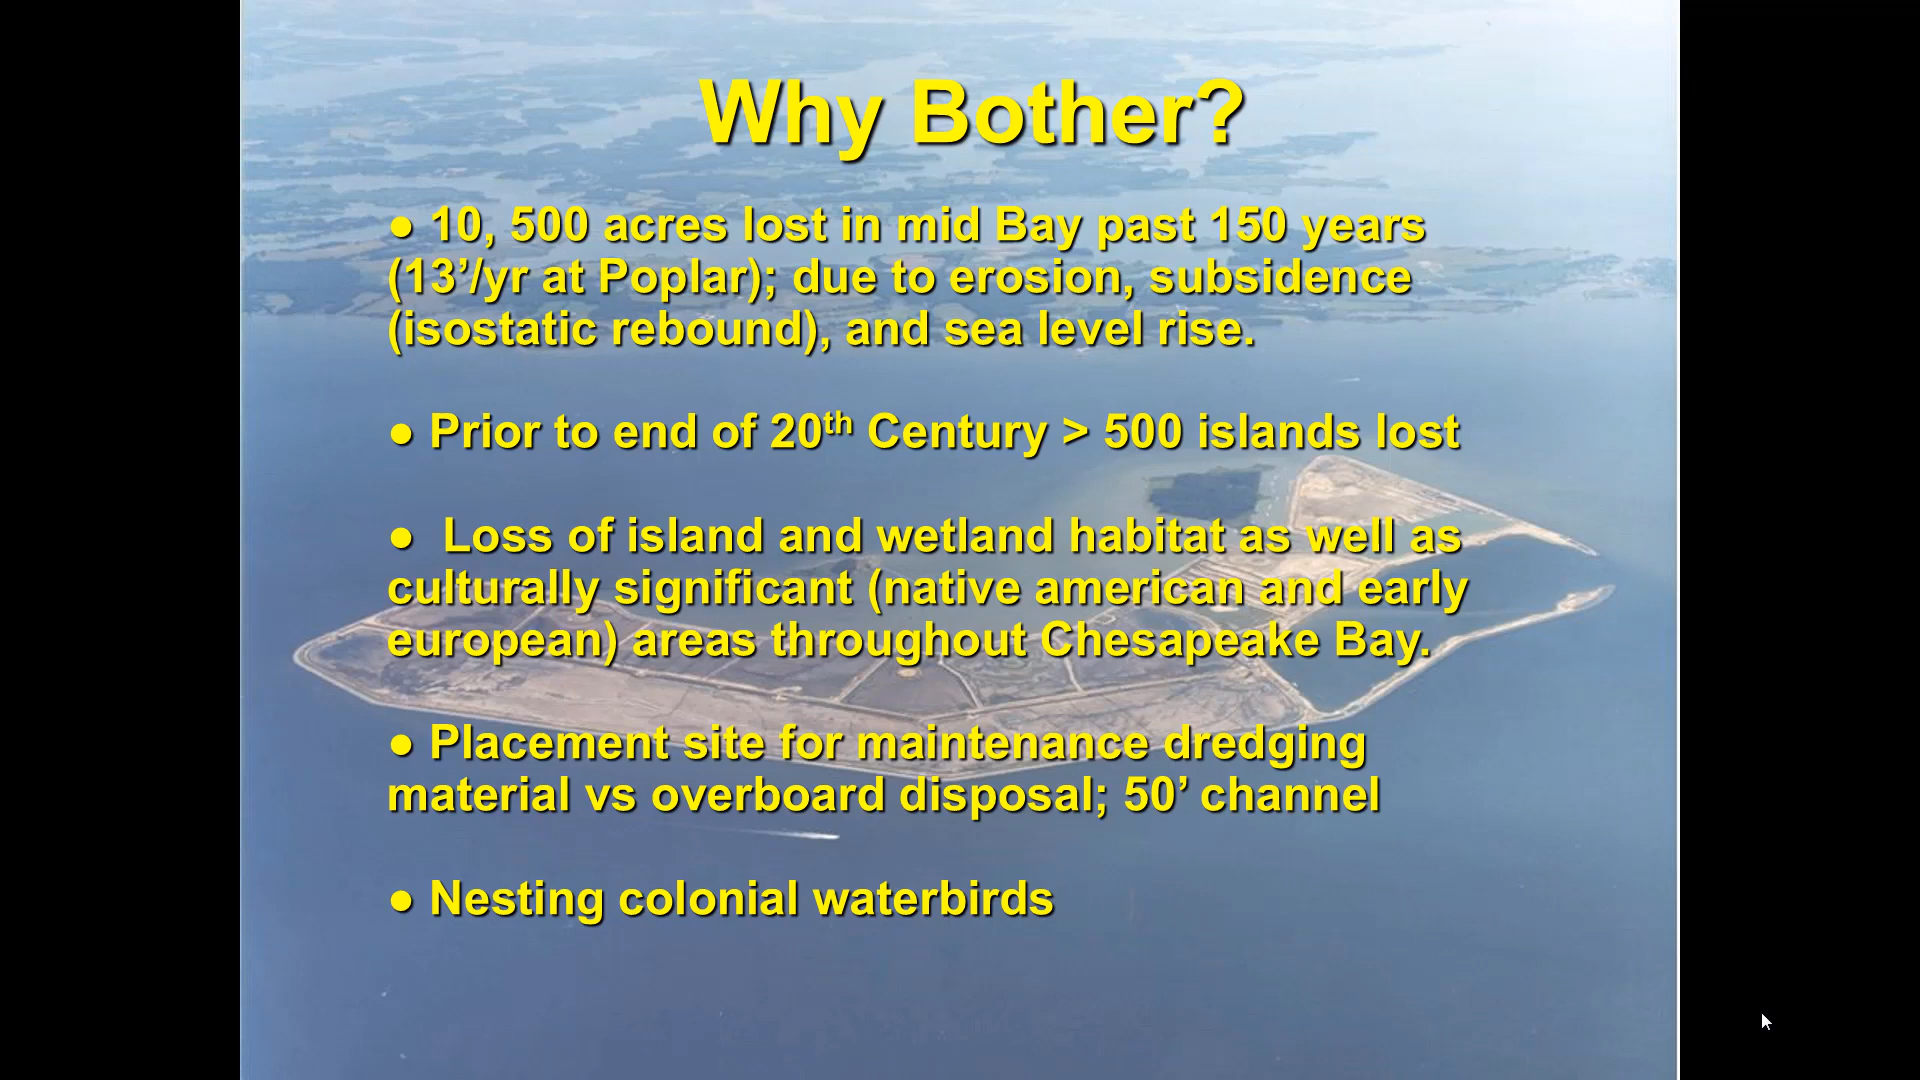 Why Bother?
● 10, 500 acres lost in mid Bay past 150 years
(13’/yr at Poplar); due to erosion, subsidence
(isostatic rebound), and sea level rise.
● Prior to end of 20th Century > 500 islands lost
● Loss of island and wetland habitat as well as
culturally significant (native american and early
european) areas throughout Chesapeake Bay.
● Placement site for maintenance dredging
material vs overboard disposal; 50’ channel
● Nesting colonial waterbirds